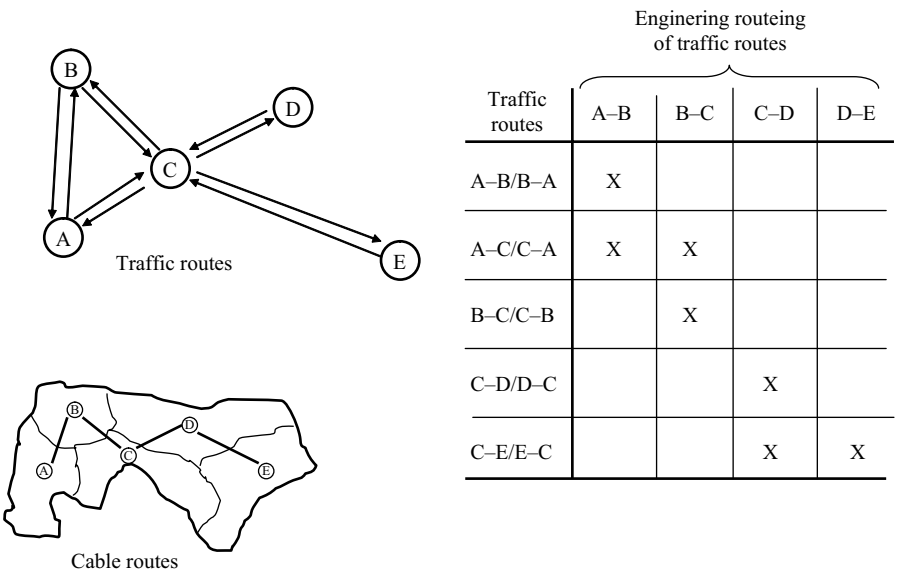 B
D
C
A
E
Traffic routes
B
D
C
A
E
Cable routes
Enginering routeing
of traffic routes
Traffic
routes
A–B B–C C–D D–E
A–B/B–A X
A–C/C–A X X
B–C/C–B X
C–D/D–C X
C–E/E–C X X